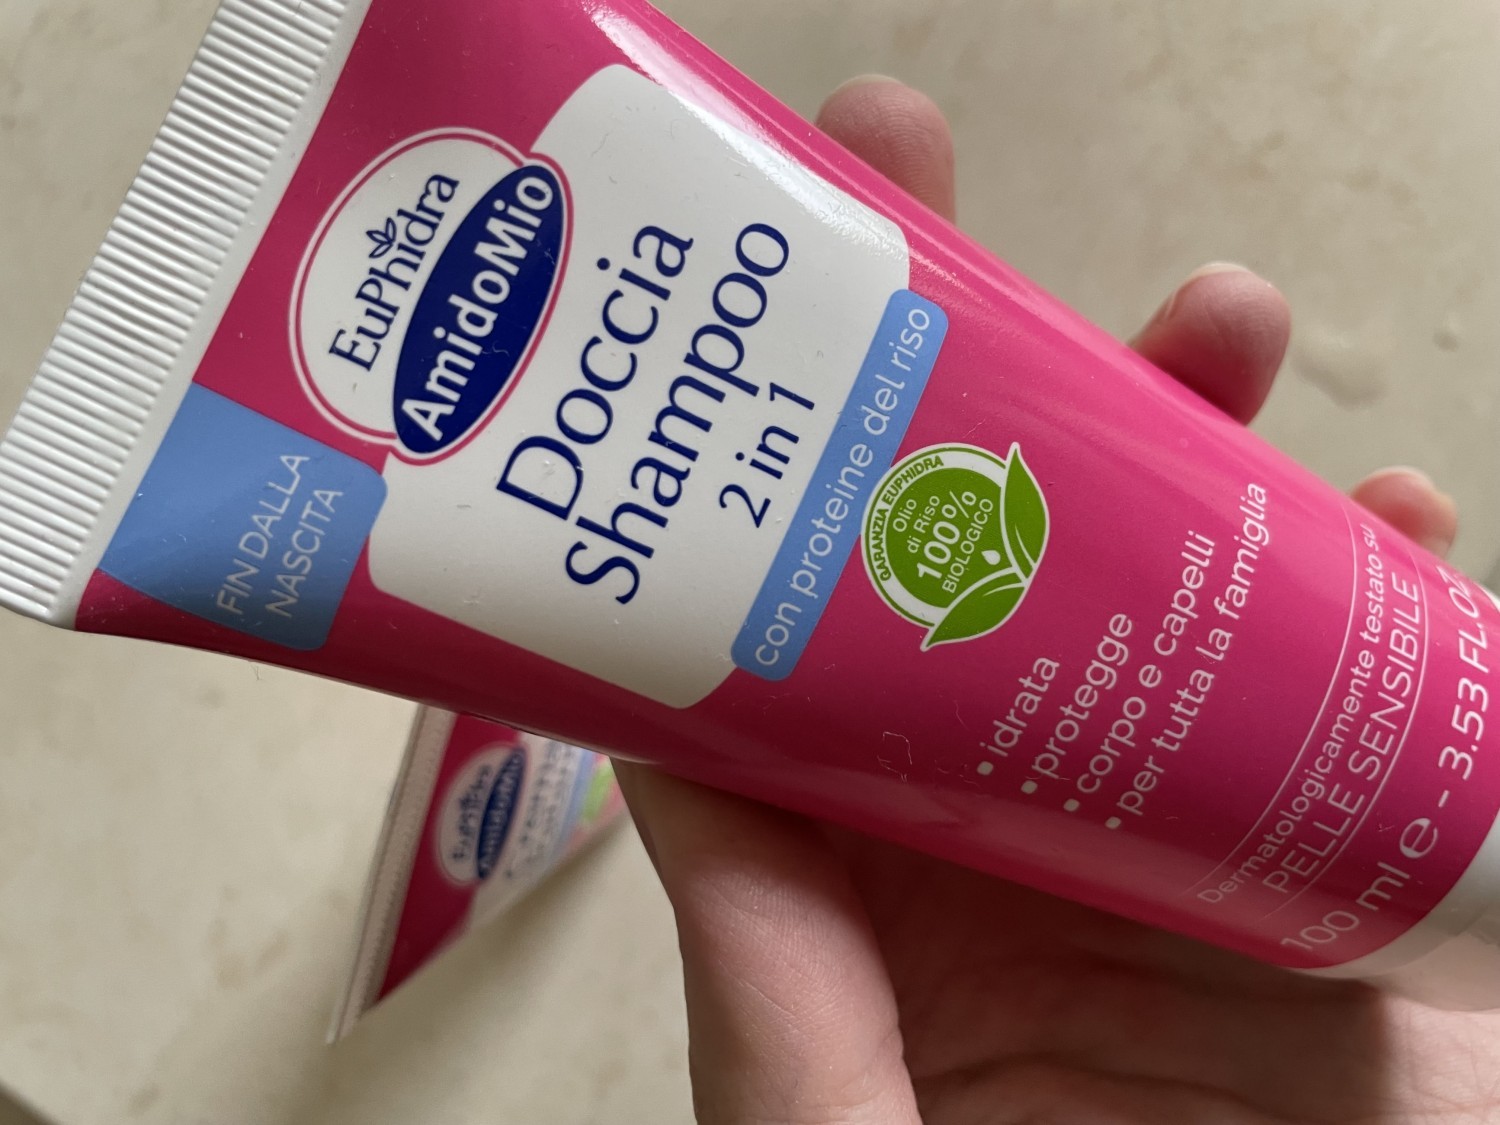 EuPhidra
AmidoMio
FIN DALLA
NASCITA
Doccia
shampoo
2 in 1
con proteine del riso
GARANZIA EUPHIDRA
Olio
di Riso
100%
BIOLOGICO
• idrata
• protegge
• corpo e capelli
• per tutta la famiglia
Dermatologicamente testato su
PELLE SENSIBILE
100 ml e - 3.53 FL.OZ
EuPhidra
AmidoMio